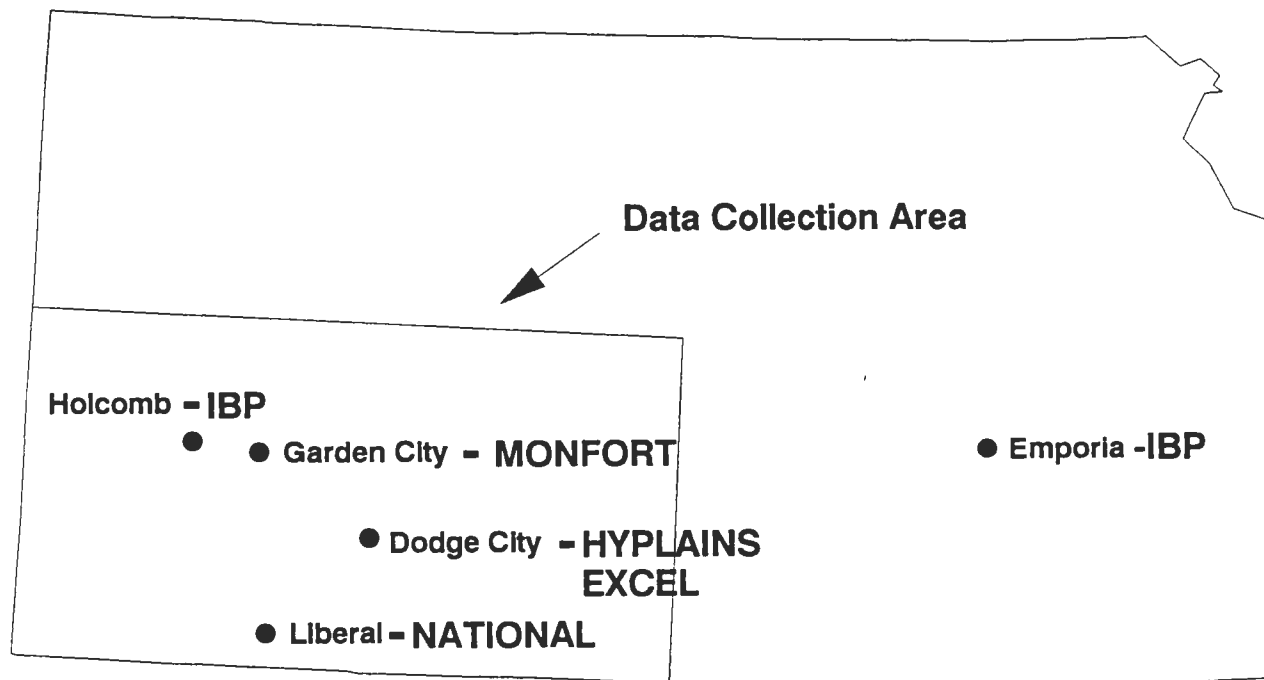 Data Collection Area
Holcomb - IBP
Garden City - MONFORT
Emporia -IBP
Dodge City - HYPLAINS
EXCEL
Liberal - NATIONAL